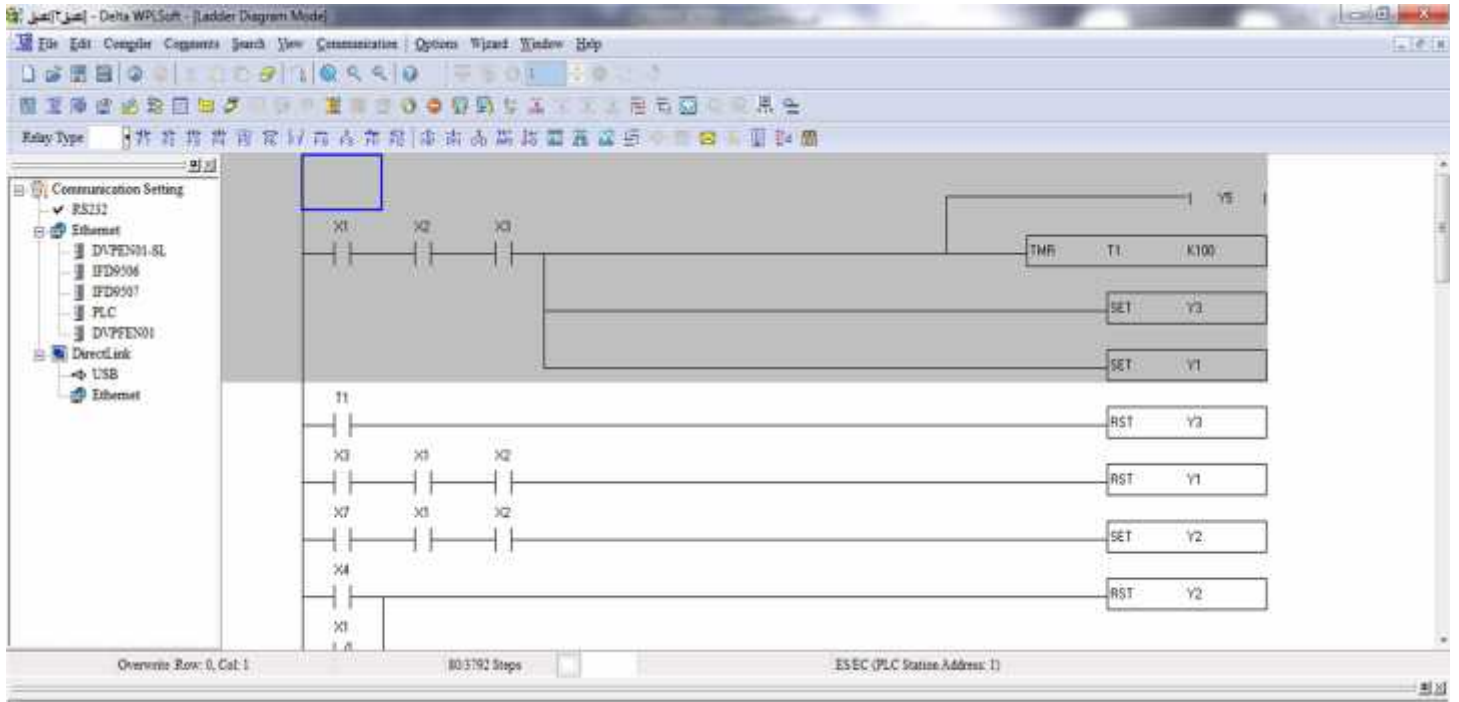 - Delta WPLSoft - [Ladder Diagram Mode]
File Edit Compiler Comments Search View Communication Options Wizard Window Help
Relay Type
Communication Setting
RS232
Ethernet
DVPEN01-SL
IFD9506
IFD9507
PLC
DVPFEN01
DirectLink
USB
Ethernet
Y5
X1 X2 X3
TMR T1 K100
SET Y3
SET Y1
T1
RST Y3
X3 X1 X2
RST Y1
X7 X1 X2
SET Y2
X4
RST Y2
X1
Overwrite Row: 0, Col: 1 80/3792 Steps ES/EC (PLC Station Address: 1)